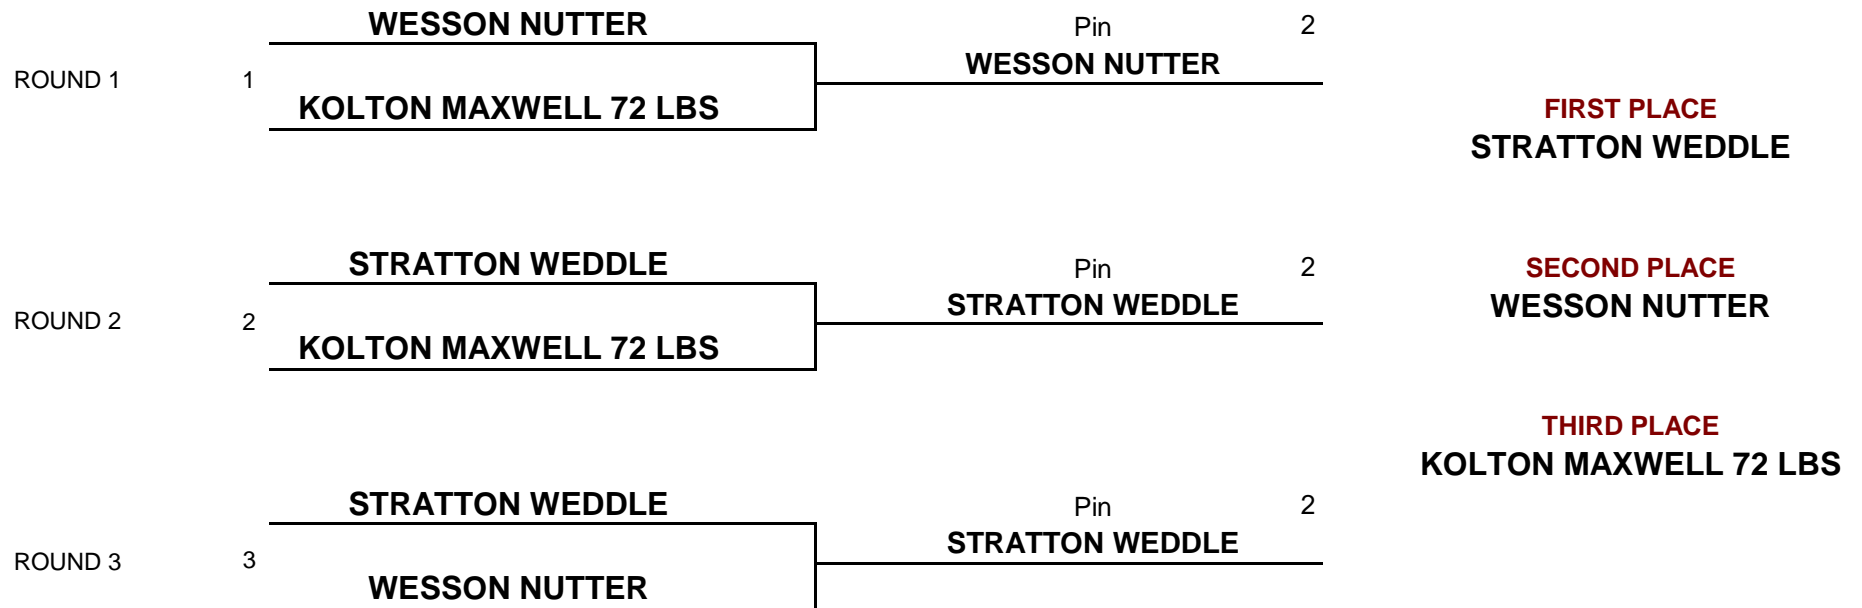 WESSON NUTTER
Pin 2
WESSON NUTTER
ROUND 1 1
KOLTON MAXWELL 72 LBS
FIRST PLACE
STRATTON WEDDLE
STRATTON WEDDLE
Pin 2
SECOND PLACE
STRATTON WEDDLE
WESSON NUTTER
ROUND 2 2
KOLTON MAXWELL 72 LBS
THIRD PLACE
KOLTON MAXWELL 72 LBS
STRATTON WEDDLE
Pin 2
STRATTON WEDDLE
ROUND 3 3
WESSON NUTTER